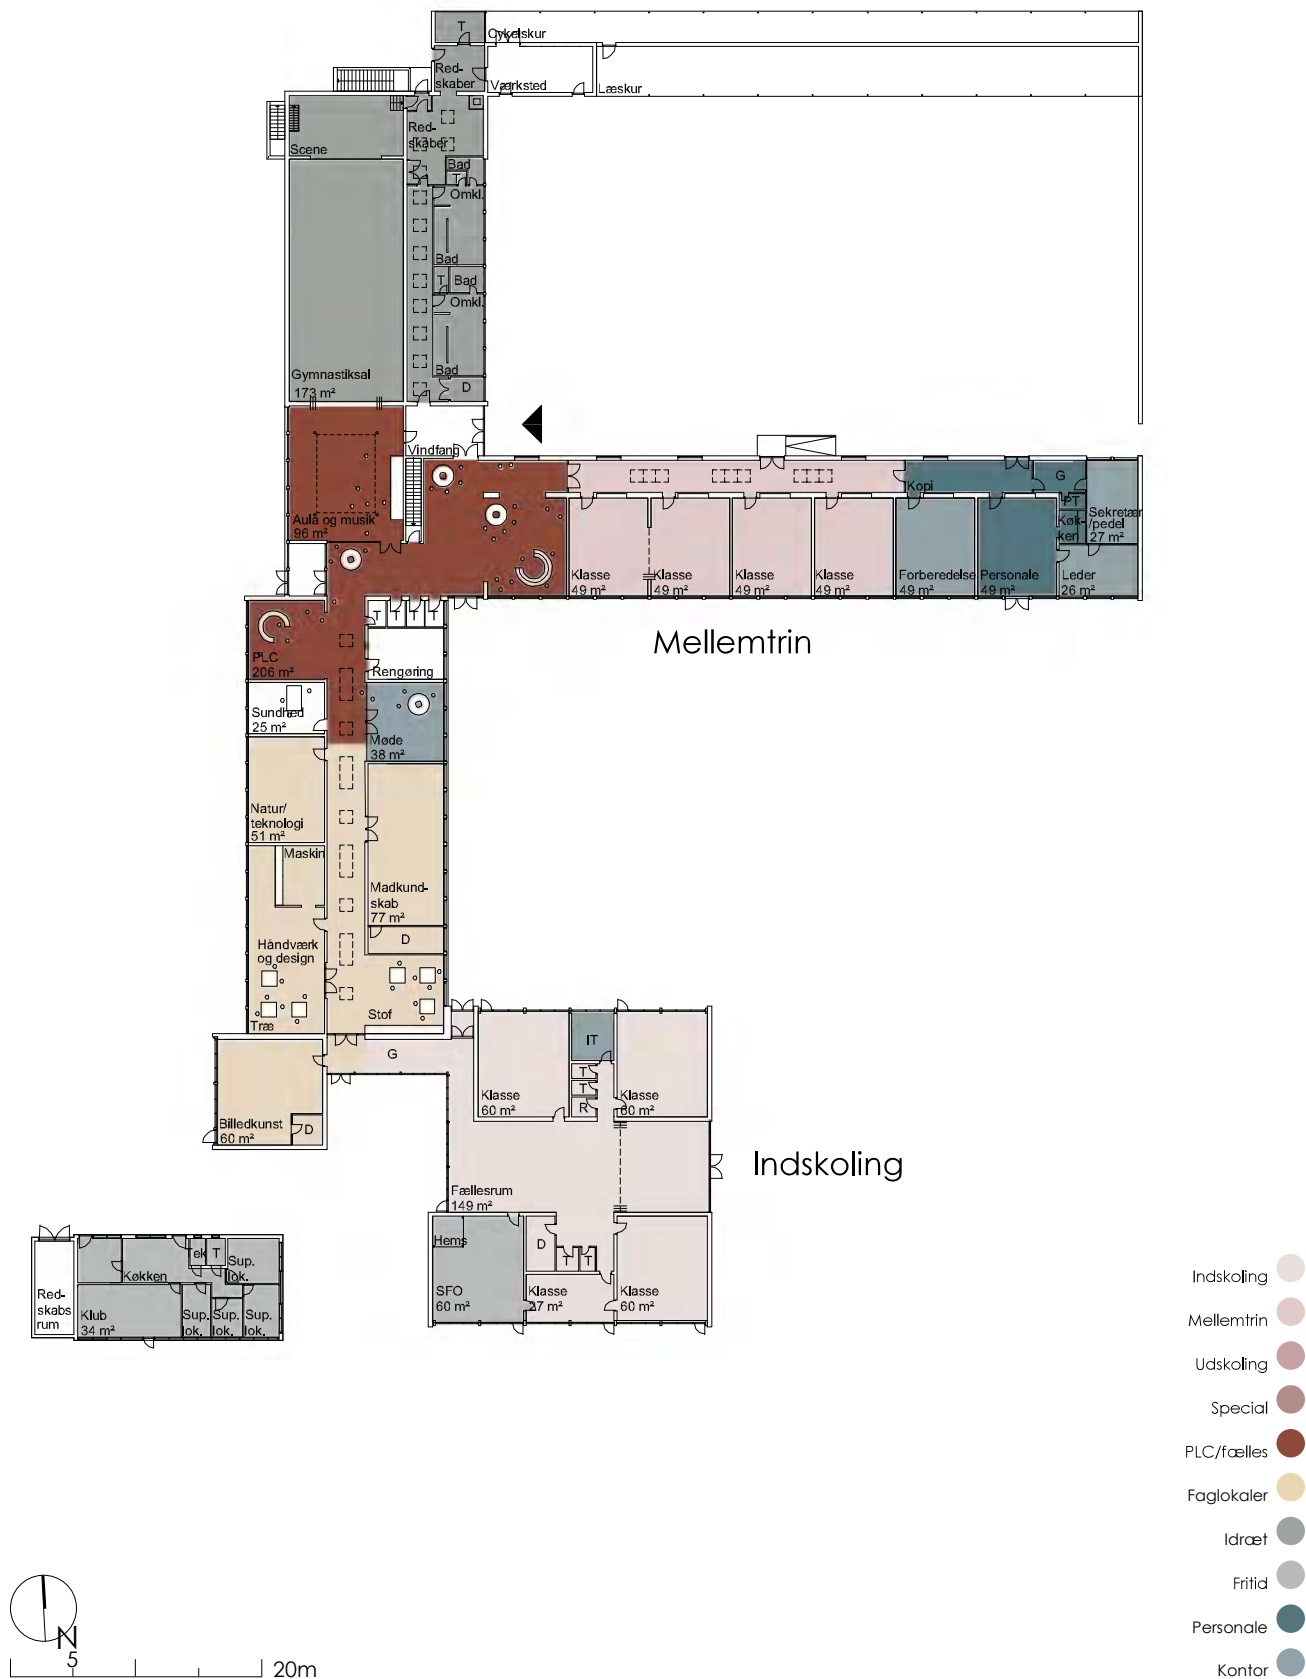 T
Cykelskur
Red-
skaber
Værksted
Læskur
Red-
skaber
Scene
Bad
T
Omkl.
Bad
T
Bad
Omkl.
Bad
D
Gymnastiksal
173 m²
Vindfang
Aula og musik
96 m²
Kopi
G
PT
Køk-
ken
Sekretær
/pedel
27 m²
Klasse
49 m²
Klasse
49 m²
Klasse
49 m²
Klasse
49 m²
Forberedelse
49 m²
Personale
49 m²
Leder
26 m²
Mellemtrin
T T T T
PLC
206 m²
Rengøring
Sundhed
25 m²
Møde
38 m²
Natur/
teknologi
51 m²
Maskin
Madkund-
skab
77 m²
D
Håndværk
og design
Træ
Stof
G
IT
Klasse
60 m²
T
T
R
Klasse
60 m²
Billedkunst
60 m²
D
Indskoling
Fællesrum
149 m²
Hems
D
T T
SFO
60 m²
Klasse
27 m²
Klasse
60 m²
Red-
skabs
rum
Køkken
Tek
T
Sup.
lok.
Klub
34 m²
Sup.
lok.
Sup.
lok.
Sup.
lok.
Indskoling
Mellemtrin
Udskoling
Special
PLC/fælles
Faglokaler
Idræt
Fritid
Personale
Kontor
N
5
20m